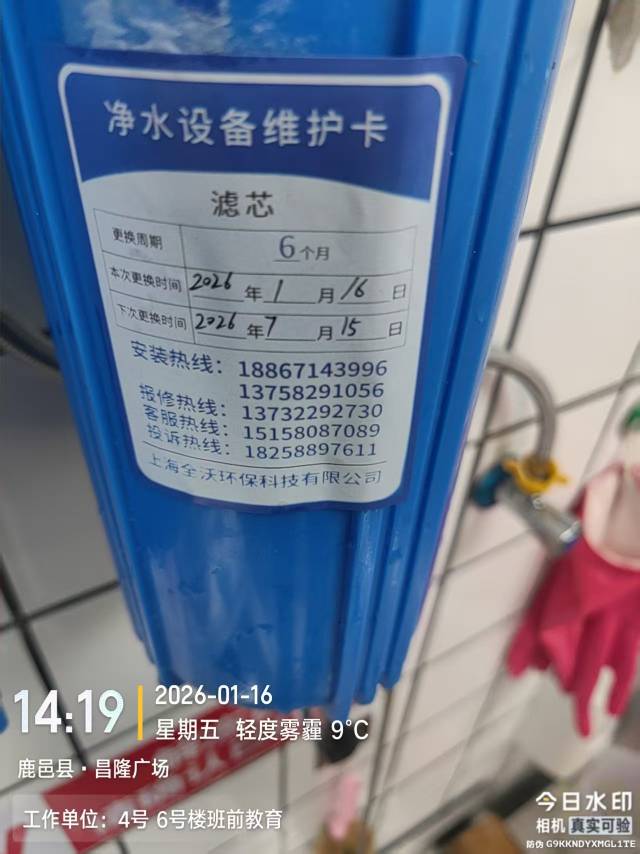 净水设备维护卡
滤芯
更换周期 6个月
本次更换时间 2026年1月16日
下次更换时间 2026年7月15日
安装热线：18867143996
13758291056
报修热线：13732292730
客服热线：15158087089
投诉热线：18258897611
上海全沃环保科技有限公司
14:19
2026-01-16
星期五 轻度雾霾 9°C
鹿邑县·昌隆广场
工作单位：4号 6号楼班前教育
今日水印
相机 真实可验
防伪 G9KKNDYXMGL1TE